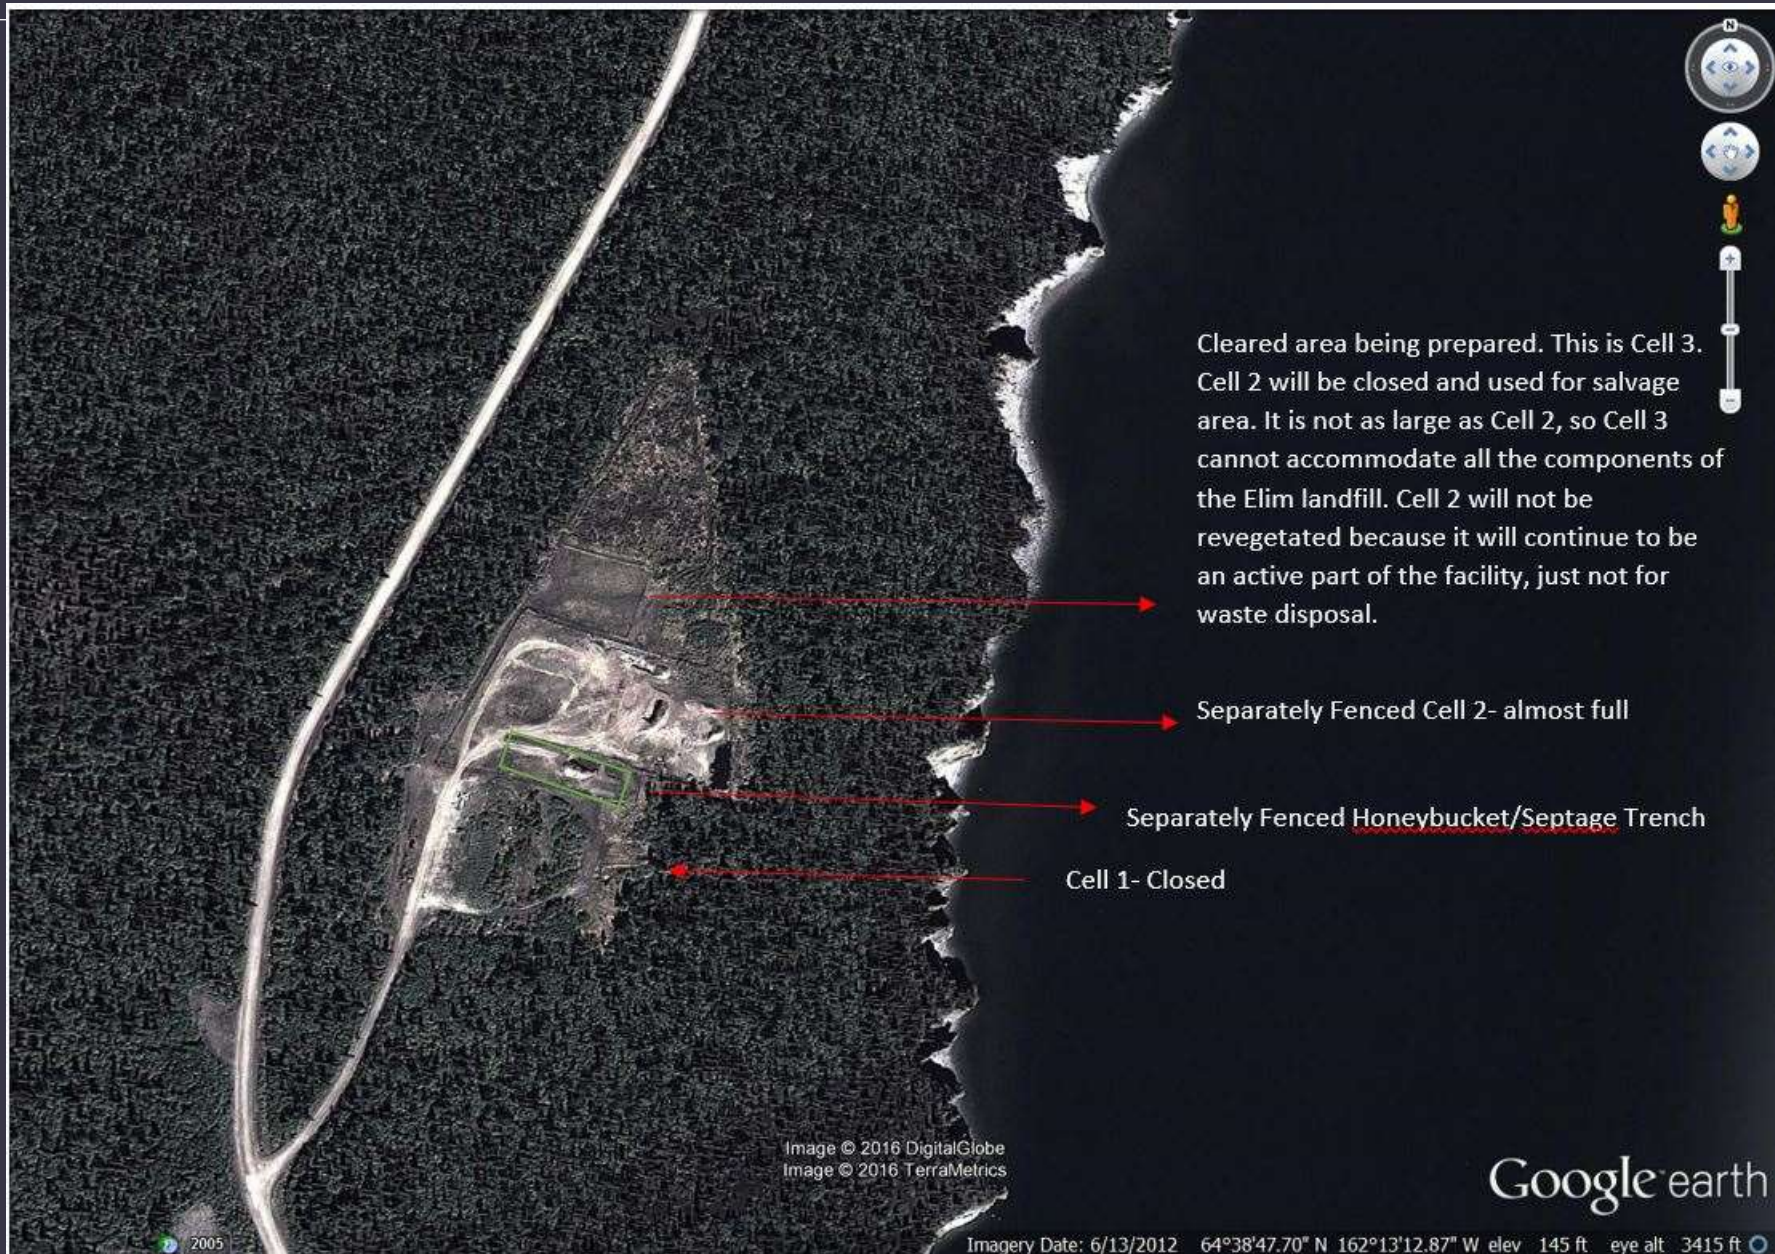 N
Cleared area being prepared. This is Cell 3.
Cell 2 will be closed and used for salvage
area. It is not as large as Cell 2, so Cell 3
cannot accommodate all the components of
the Elim landfill. Cell 2 will not be
revegetated because it will continue to be
an active part of the facility, just not for
waste disposal.
Separately Fenced Cell 2- almost full
Separately Fenced Honeybucket/Septage Trench
Cell 1- Closed
Image © 2016 DigitalGlobe
Image © 2016 TerraMetrics
Google earth
2005
Imagery Date: 6/13/2012 64°38'47.70" N 162°13'12.87" W elev 145 ft eye alt 3415 ft